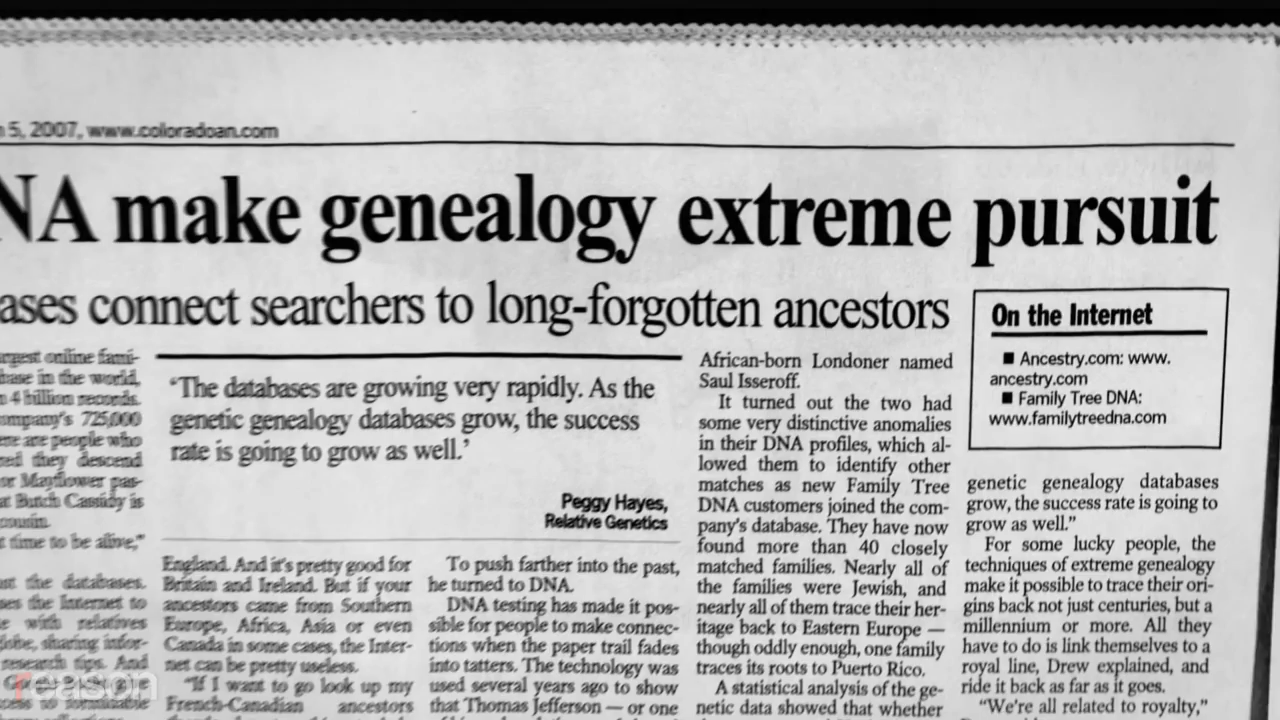 5, 2007, www.coloradoan.com
NA make genealogy extreme pursuit
ases connect searchers to long-forgotten ancestors
argest online fami-
base in the world,
4 billion records.
ompany's 725,000
ere are people who
red they descend
or Mayflower pas-
at Butch Cassidy is
cousin.
t time to be alive,"
the databases.
ses the Internet to
e with relatives
globe, sharing infor-
research tips. And
'The databases are growing very rapidly. As the
genetic genealogy databases grow, the success
rate is going to grow as well.'
Peggy Hayes,
Relative Genetics
England. And it's pretty good for
Britain and Ireland. But if your
ancestors came from Southern
Europe, Africa, Asia or even
Canada in some cases, the Inter-
net can be pretty useless.
"If I want to go look up my
French-Canadian ancestors
To push farther into the past,
he turned to DNA.
DNA testing has made it pos-
sible for people to make connec-
tions when the paper trail fades
into tatters. The technology was
used several years ago to show
that Thomas Jefferson — or one
African-born Londoner named
Saul Isseroff.
It turned out the two had
some very distinctive anomalies
in their DNA profiles, which al-
lowed them to identify other
matches as new Family Tree
DNA customers joined the com-
pany's database. They have now
found more than 40 closely
matched families. Nearly all of
the families were Jewish, and
nearly all of them trace their her-
itage back to Eastern Europe —
though oddly enough, one family
traces its roots to Puerto Rico.
A statistical analysis of the ge-
netic data showed that whether
On the Internet
■ Ancestry.com: www.
ancestry.com
■ Family Tree DNA:
www.familytreedna.com
genetic genealogy databases
grow, the success rate is going to
grow as well."
For some lucky people, the
techniques of extreme genealogy
make it possible to trace their ori-
gins back not just centuries, but a
millennium or more. All they
have to do is link themselves to a
royal line, Drew explained, and
ride it back as far as it goes.
"We're all related to royalty,"
reason